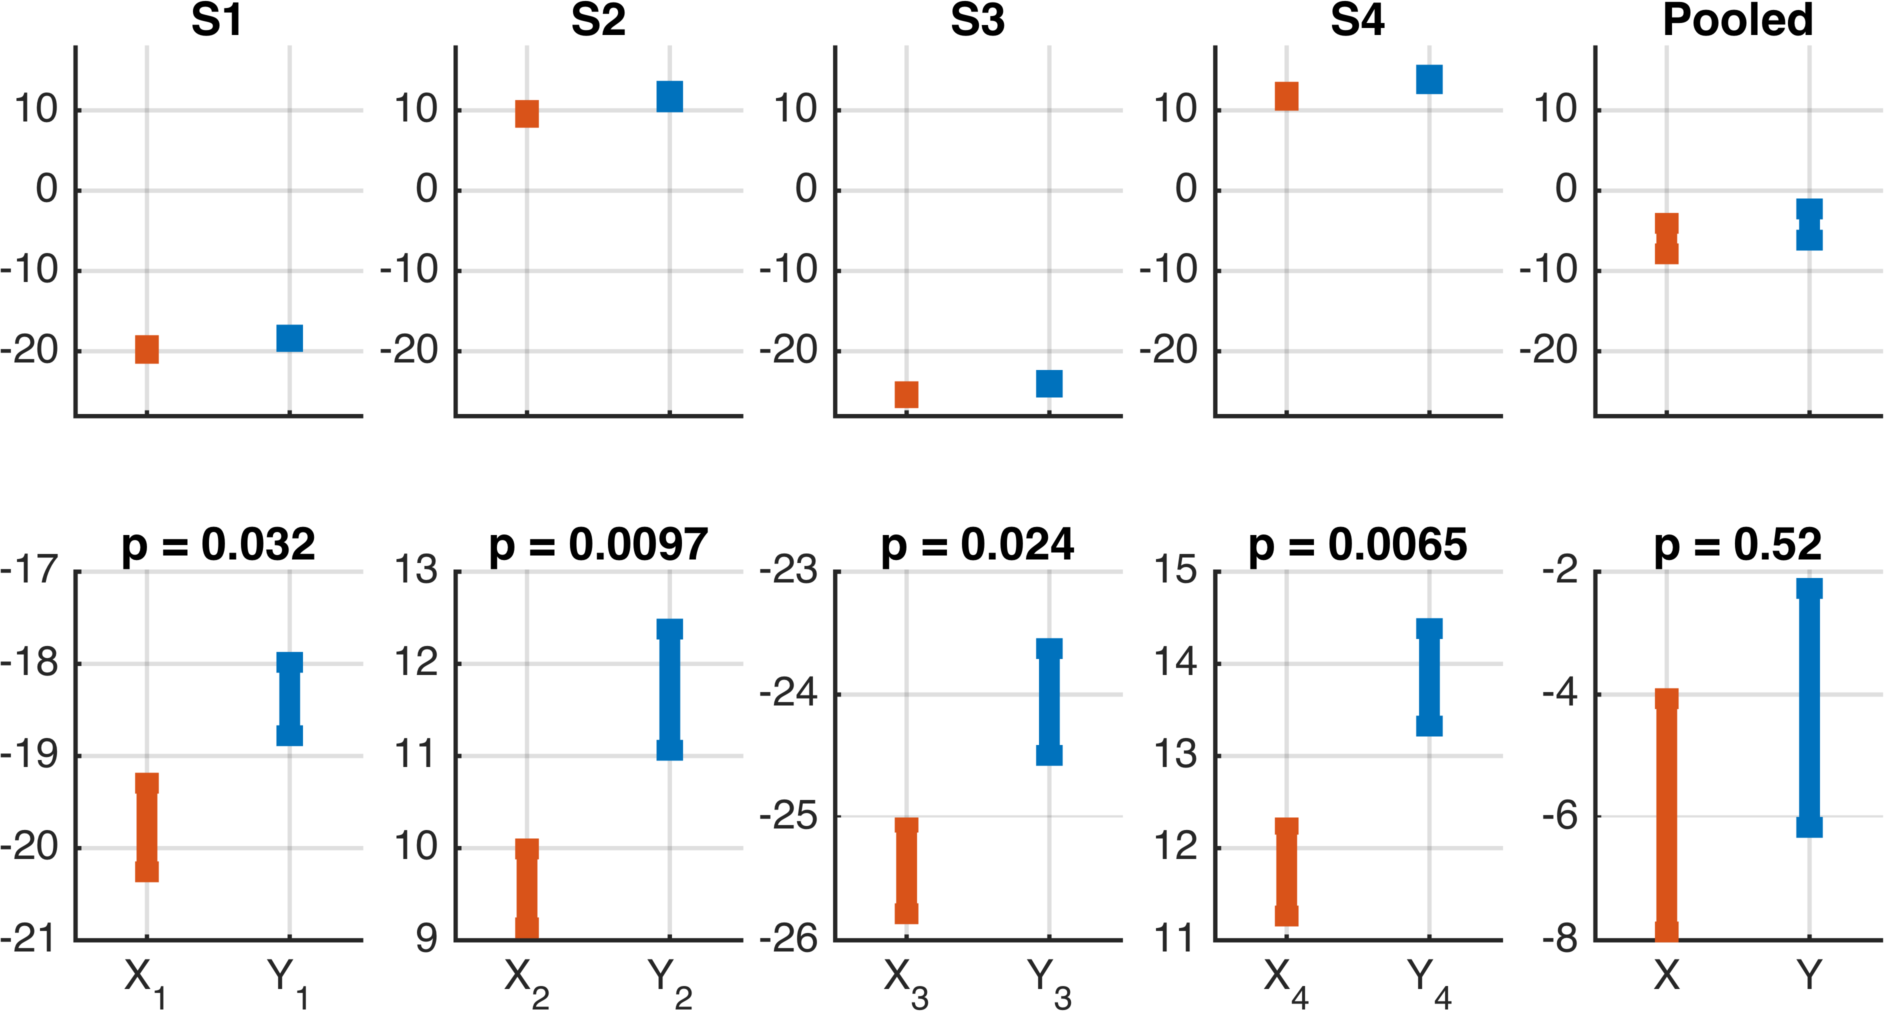 S1 S2 S3 S4 Pooled
10 10 10 10 10
0 0 0 0 0
-10 -10 -10 -10 -10
-20 -20 -20 -20 -20
p = 0.032 p = 0.0097 p = 0.024 p = 0.0065 p = 0.52
-17 13 -23 15 -2
-18 12 14
-24 -4
-19 11 13
-25 -6
-20 10 12
-21 9 -26 11 -8
X1 Y1 X2 Y2 X3 Y3 X4 Y4 X Y